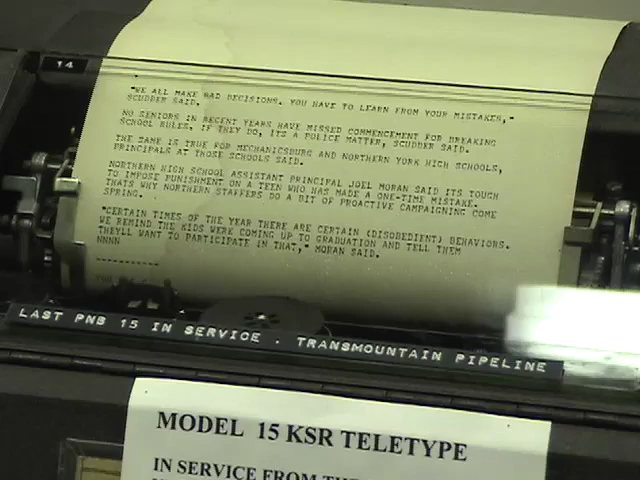 14
"WE ALL MAKE BAD DECISIONS. YOU HAVE TO LEARN FROM YOUR MISTAKES,"
SCUDDER SAID.
NO SENIORS IN RECENT YEARS HAVE MISSED COMMENCEMENT FOR BREAKING
SCHOOL RULES. IF THEY DO, ITS A POLICE MATTER, SCUDDER SAID.
THE SAME IS TRUE FOR MECHANICSBURG AND NORTHERN YORK HIGH SCHOOLS,
PRINCIPALS AT THOSE SCHOOLS SAID.
NORTHERN HIGH SCHOOL ASSISTANT PRINCIPAL JOEL MORAN SAID ITS TOUGH
TO IMPOSE PUNISHMENT ON A TEEN WHO HAS MADE A ONE-TIME MISTAKE.
THATS WHY NORTHERN STAFFERS DO A BIT OF PROACTIVE CAMPAIGNING COME
SPRING.
"CERTAIN TIMES OF THE YEAR THERE ARE CERTAIN (DISOBEDIENT) BEHAVIORS.
WE REMIND THE KIDS WERE COMING UP TO GRADUATION AND TELL THEM
THEYLL WANT TO PARTICIPATE IN THAT," MORAN SAID.
NNNN
----------
LAST PNB 15 IN SERVICE - TRANSMOUNTAIN PIPELINE
MODEL 15 KSR TELETYPE
IN SERVICE FROM THE